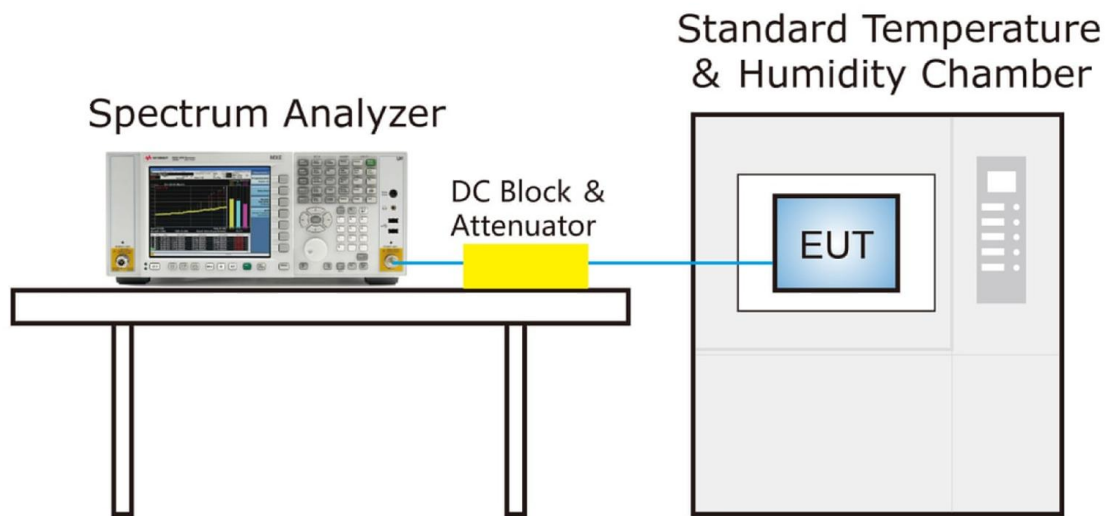 Standard Temperature
& Humidity Chamber
Spectrum Analyzer
DC Block &
Attenuator
EUT